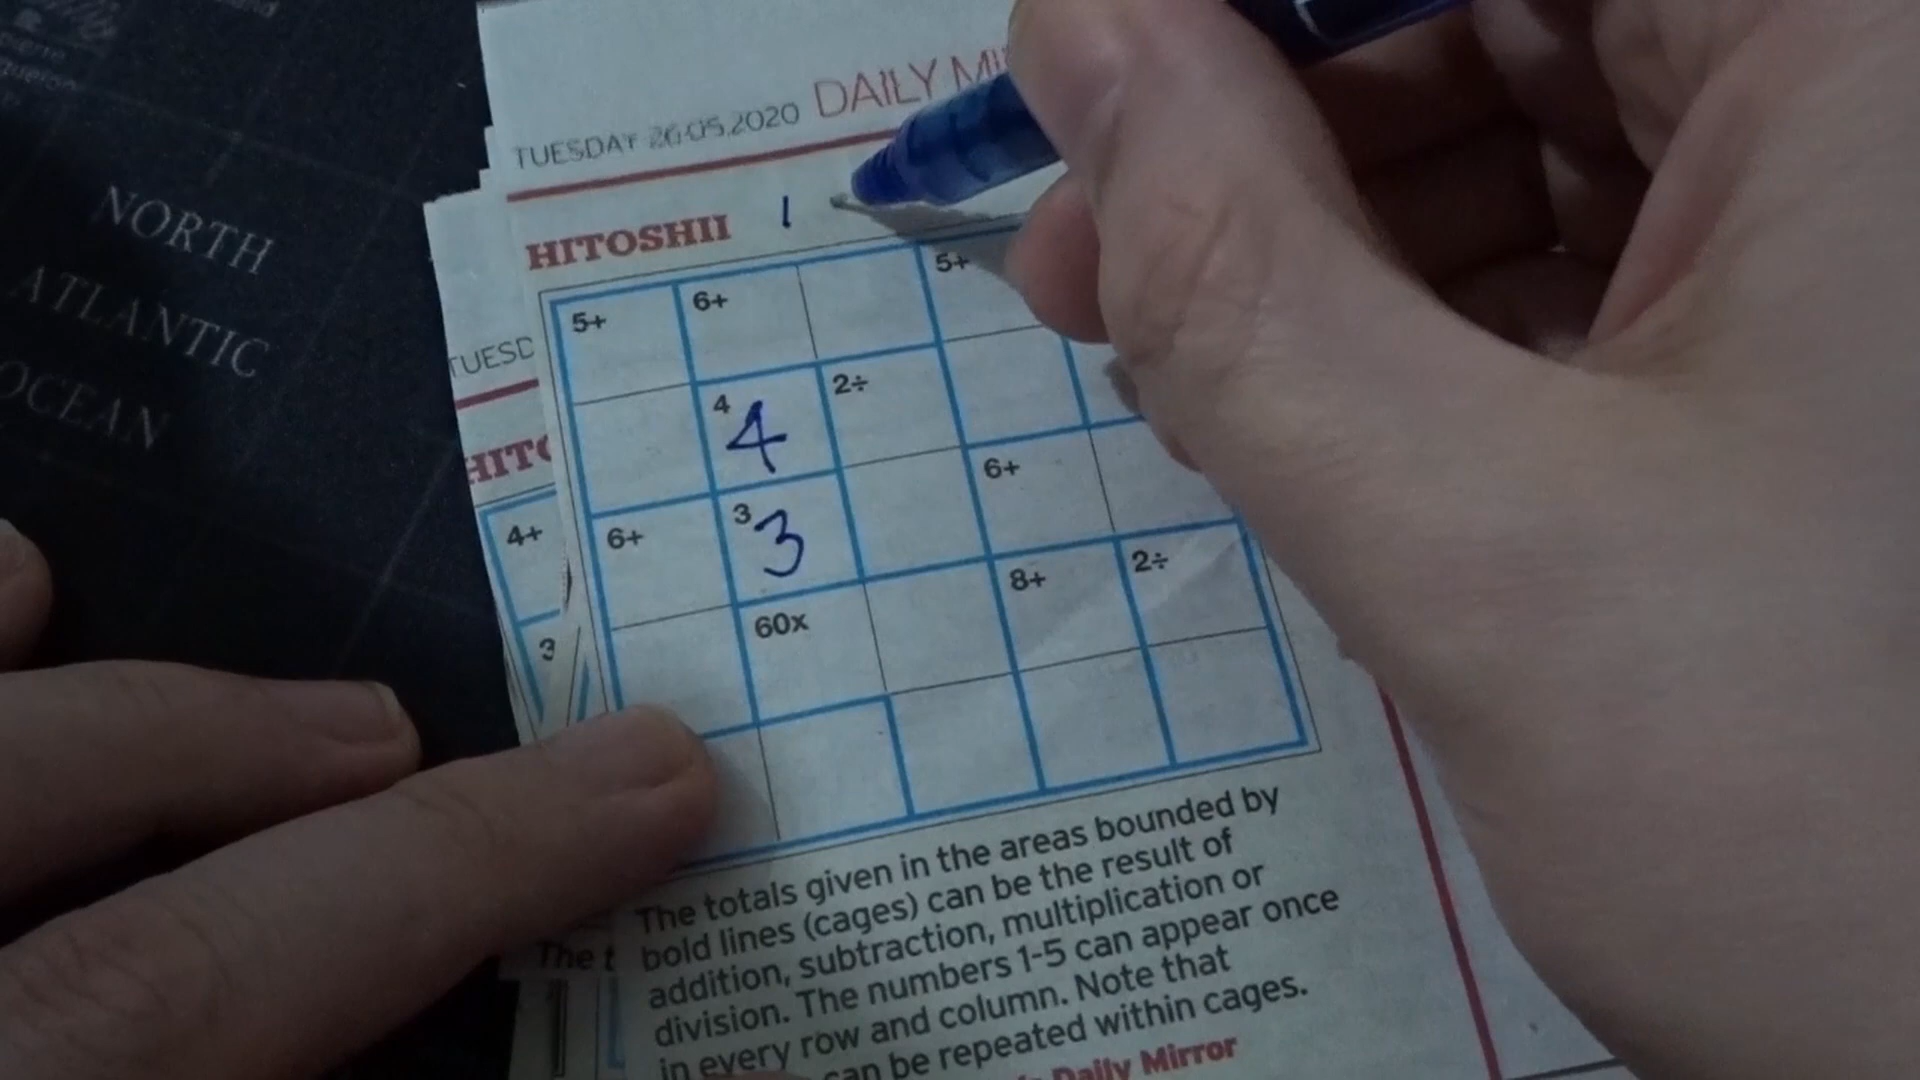 NORTH
ATLANTIC
OCEAN
TUESDAY 26.05.2020 DAILY
HITOSHII 1
5+ 6+ 5+
4 4 2÷
6+ 3 3 6+
60x 8+ 2÷
TUESD
HITO
4+
3
The t
The totals given in the areas bounded by
bold lines (cages) can be the result of
addition, subtraction, multiplication or
division. The numbers 1-5 can appear once
in every row and column. Note that
can be repeated within cages.
Daily Mirror